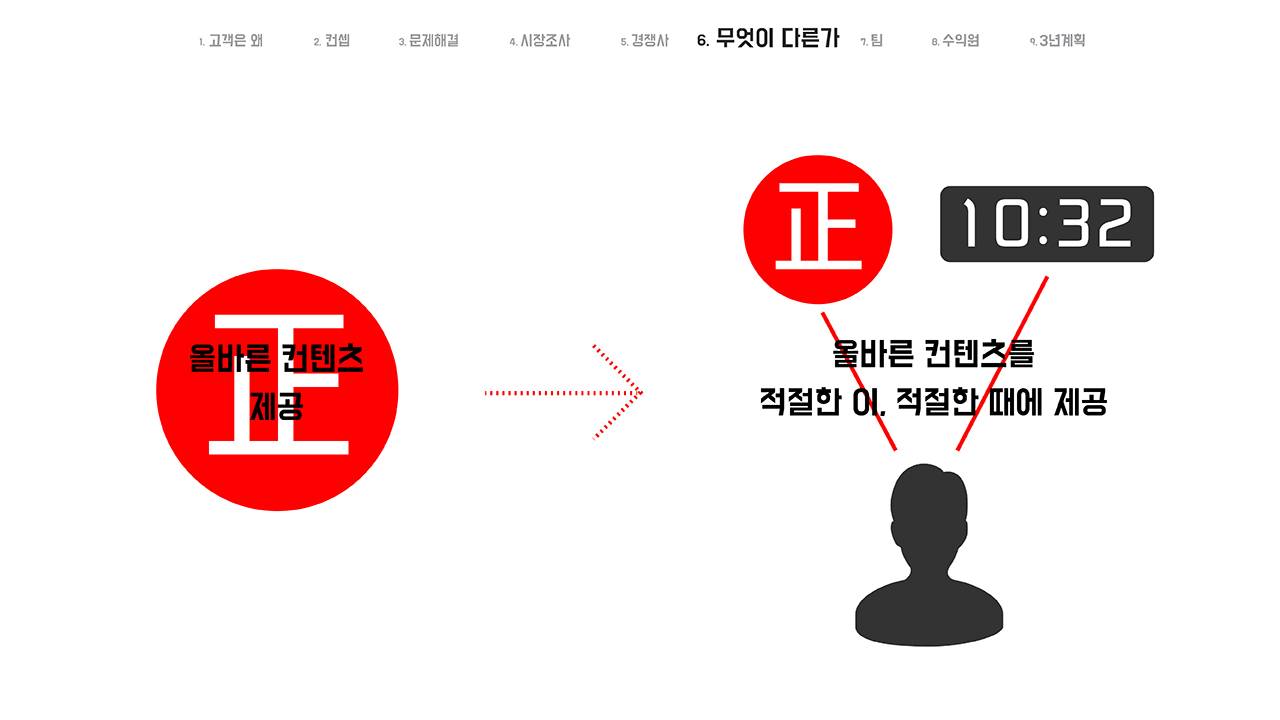 1. 고객은 왜 2. 컨셉 3. 문제해결 4. 시장조사 5. 경쟁사 6. 무엇이 다른가 7. 팀 8. 수익원 9. 3년계획
正
올바른 컨텐츠
제공
正
10:32
올바른 컨텐츠를
적절한 이, 적절한 때에 제공